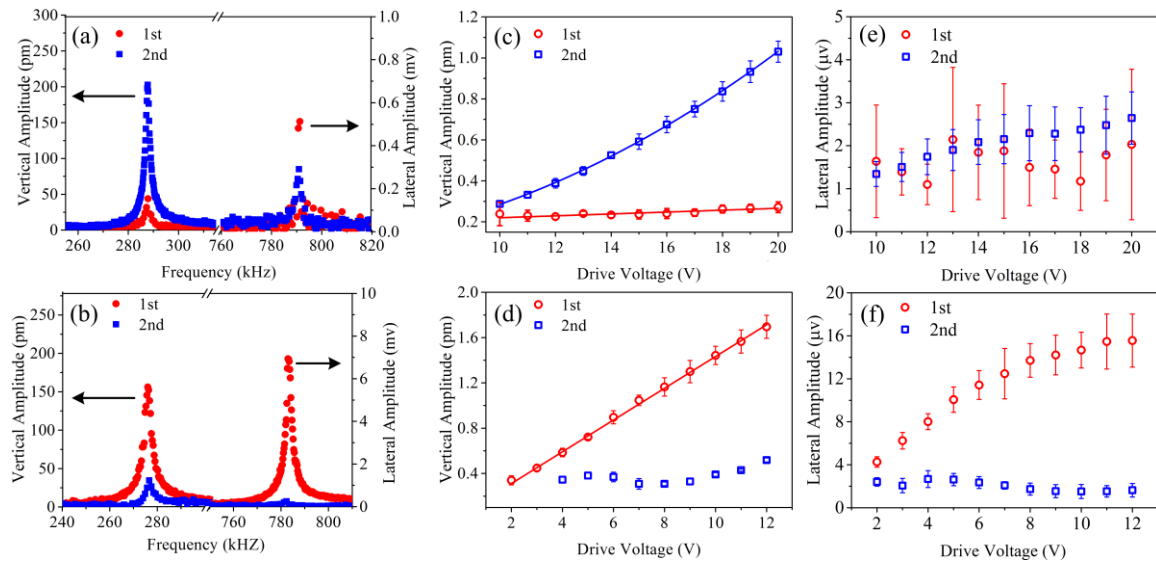 (a)
1st
2nd
Vertical Amplitude (pm)
300
250
200
150
100
50
0
260
280
300
760
780
800
820
Frequency (kHz)
1.0
0.8
0.6
0.4
0.2
0.0
Lateral Amplitude (mv)
(c)
1st
2nd
Vertical Amplitude (pm)
1.2
1.0
0.8
0.6
0.4
0.2
10
12
14
16
18
20
Drive Voltage (V)
(e)
1st
2nd
Lateral Amplitude (μv)
5
4
3
2
1
0
10
12
14
16
18
20
Drive Voltage (V)
(b)
1st
2nd
Vertical Amplitude (pm)
250
200
150
100
50
0
240
260
280
760
780
800
Frequency (kHz)
10
8
6
4
2
0
Lateral Amplitude (mv)
(d)
1st
2nd
Vertical Amplitude (pm)
2.0
1.6
1.2
0.8
0.4
2
4
6
8
10
12
Drive Voltage (V)
(f)
1st
2nd
Lateral Amplitude (μv)
20
16
12
8
4
0
2
4
6
8
10
12
Drive Voltage (V)